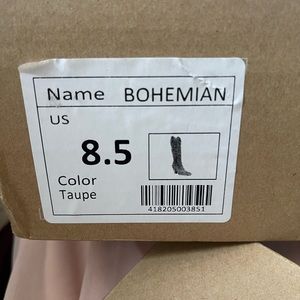 Name BOHEMIAN
US
8.5
Color
Taupe
418205003851